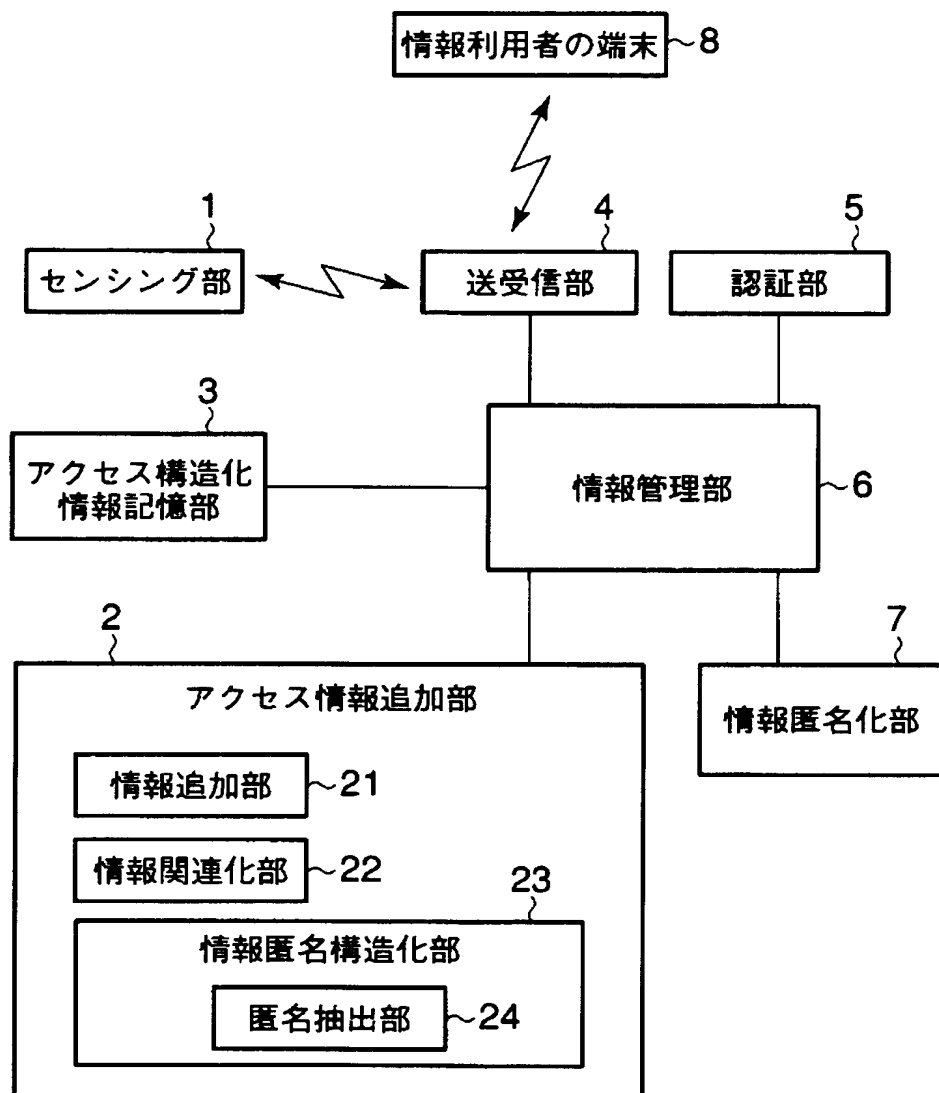 情報利用者の端末 8
1 4 5
センシング部 送受信部 認証部
3
アクセス構造化
情報記憶部
情報管理部 6
2 7
アクセス情報追加部
情報匿名化部
情報追加部 21
情報関連化部 22
23
情報匿名構造化部
匿名抽出部 24